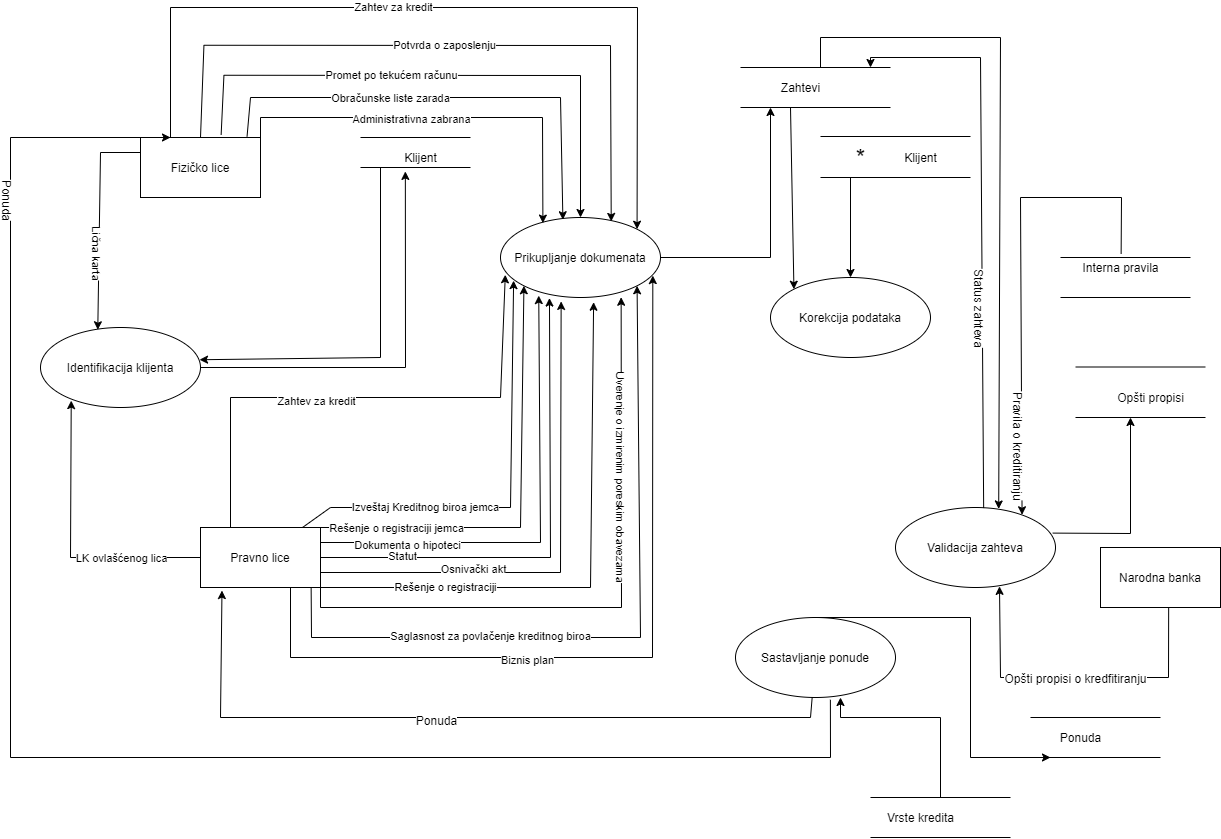 Zahtev za kredit
Potvrda o zaposlenju
Promet po tekućem računu
Obračunske liste zarada
Administrativna zabrana
Zahtevi
Klijent
* Klijent
Fizičko lice
Ponuda
Lična karta
Prikupljanje dokumenata
Interna pravila
Korekcija podataka
Status zahteva
Identifikacija klijenta
Opšti propisi
Zahtev za kredit
Uverenje o izmirenim poreskim obavezama
Pravila o kreditiranju
Izveštaj Kreditnog biroa jemca
Rešenje o registraciji jemca
Dokumenta o hipoteci
Statut
Osnivački akt
Rešenje o registraciji
LK ovlašćenog lica
Pravno lice
Validacija zahteva
Narodna banka
Saglasnost za povlačenje kreditnog biroa
Biznis plan
Sastavljanje ponude
Opšti propisi o kredfitiranju
Ponuda
Ponuda
Vrste kredita